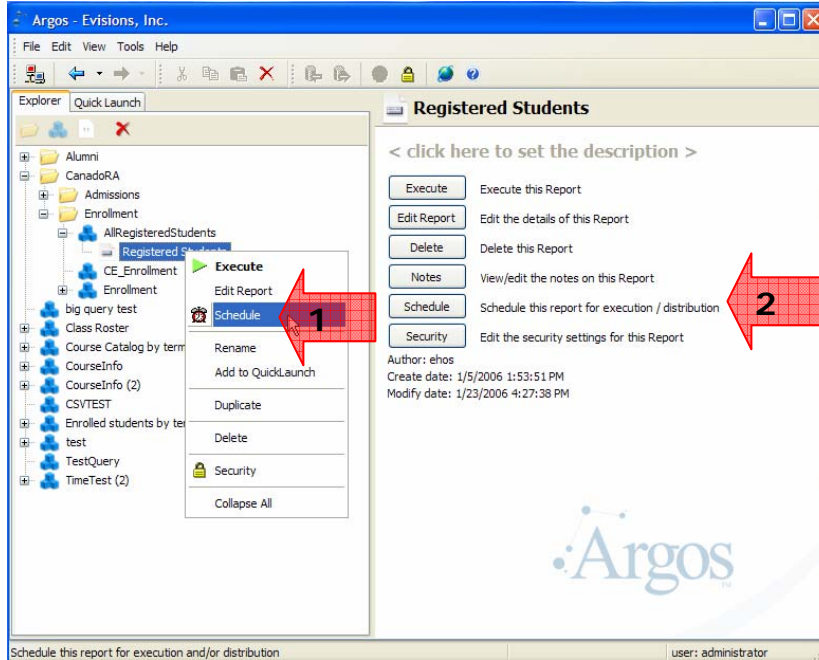 Argos - Evisions, Inc.
File Edit View Tools Help
Explorer Quick Launch
Alumni
CanadoRA
Admissions
Enrollment
AllRegisteredStudents
Registered Students
CE_Enrollment
Enrollment
big query test
Class Roster
Course Catalog by term
CourseInfo
CourseInfo (2)
CSVTEST
Enrolled students by
test
TestQuery
TimeTest (2)
Execute
Edit Report
Schedule
Rename
Add to QuickLaunch
Duplicate
Delete
Security
Collapse All
1
Registered Students
< click here to set the description >
Execute Execute this Report
Edit Report Edit the details of this Report
Delete Delete this Report
Notes View/edit the notes on this Report
Schedule Schedule this report for execution / distribution
2
Security Edit the security settings for this Report
Author: ehos
Create date: 1/5/2006 1:53:51 PM
Modify date: 1/23/2006 4:27:38 PM
Argos
Schedule this report for execution and/or distribution user: administrator